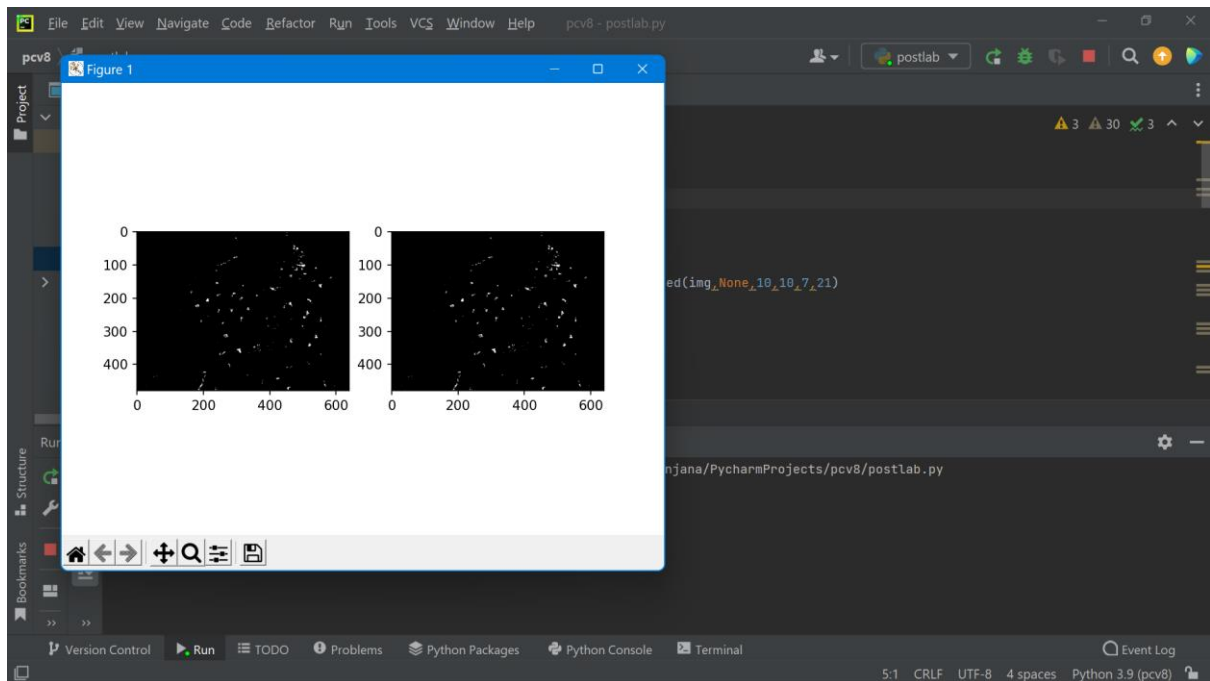 File Edit View Navigate Code Refactor Run Tools VCS Window Help pcv8 - postlab.py
pcv8
postlab
Figure 1
Project
3 30 3
0 0
100 100
200 200
300 300
400 400
0 200 400 600 0 200 400 600
ed(img,None,10,10,7,21)
njana/PycharmProjects/pcv8/postlab.py
Structure
Bookmarks
Version Control Run TODO Problems Python Packages Python Console Terminal Event Log
5:1 CRLF UTF-8 4 spaces Python 3.9 (pcv8)